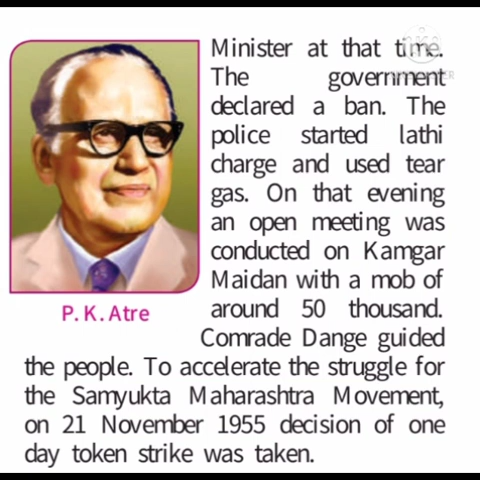 Minister at that time.
The government
declared a ban. The
police started lathi
charge and used tear
gas. On that evening
an open meeting was
conducted on Kamgar
Maidan with a mob of
around 50 thousand.
P. K. Atre
Comrade Dange guided
the people. To accelerate the struggle for
the Samyukta Maharashtra Movement,
on 21 November 1955 decision of one
day token strike was taken.